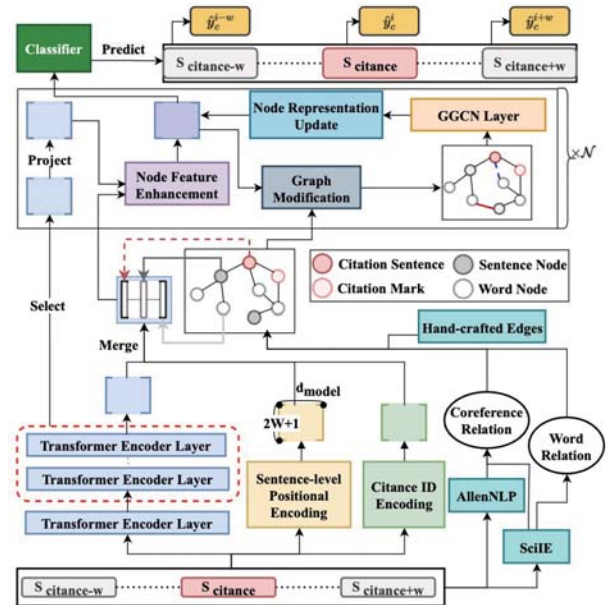 ŷ_c^{i-w}
ŷ_c^i
ŷ_c^{i+w}
Classifier
Predict
S citance-w
S citance
S citance+w
Node Representation
Update
GGCN Layer
×N
Project
Node Feature
Enhancement
Graph
Modification
Select
Citation Sentence
Sentence Node
Citation Mark
Word Node
Merge
Hand-crafted Edges
d_model
2W+1
Coreference
Relation
Word
Relation
Transformer Encoder Layer
Transformer Encoder Layer
Transformer Encoder Layer
Sentence-level
Positional
Encoding
Citance ID
Encoding
AllenNLP
SciIE
S citance-w
S citance
S citance+w